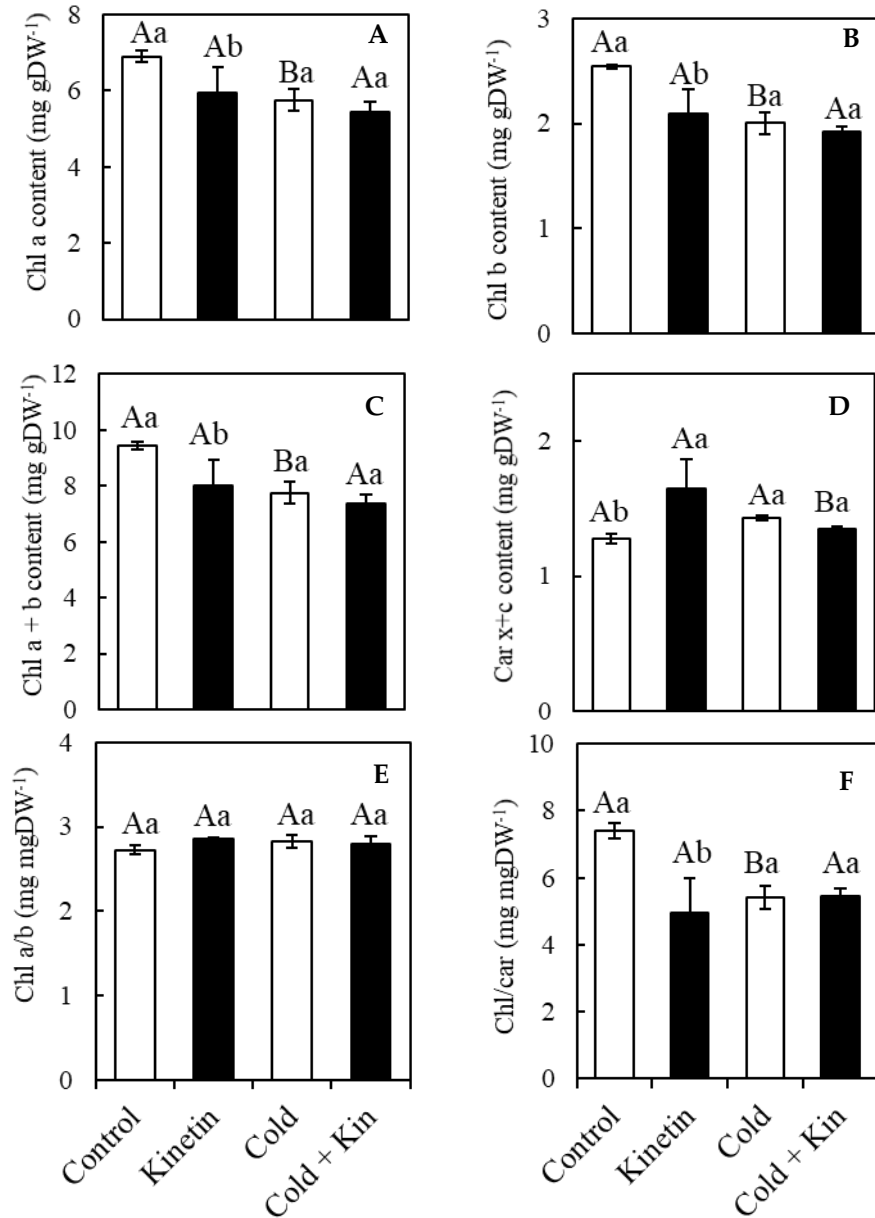 A
Chl a content (mg gDW-1)
8
6
4
2
0
Aa
Ab
Ba
Aa
B
Chl b content (mg gDW-1)
3
2
1
0
Aa
Ab
Ba
Aa
C
Chl a + b content (mg gDW-1)
12
10
8
6
4
2
0
Aa
Ab
Ba
Aa
D
Car x+c content (mg gDW-1)
2
1
0
Ab
Aa
Aa
Ba
E
Chl a/b (mg mgDW-1)
4
3
2
1
0
Aa
Aa
Aa
Aa
Control
Kinetin
Cold
Cold + Kin
F
Chl/car (mg mgDW-1)
10
8
6
4
2
0
Aa
Ab
Ba
Aa
Control
Kinetin
Cold
Cold + Kin